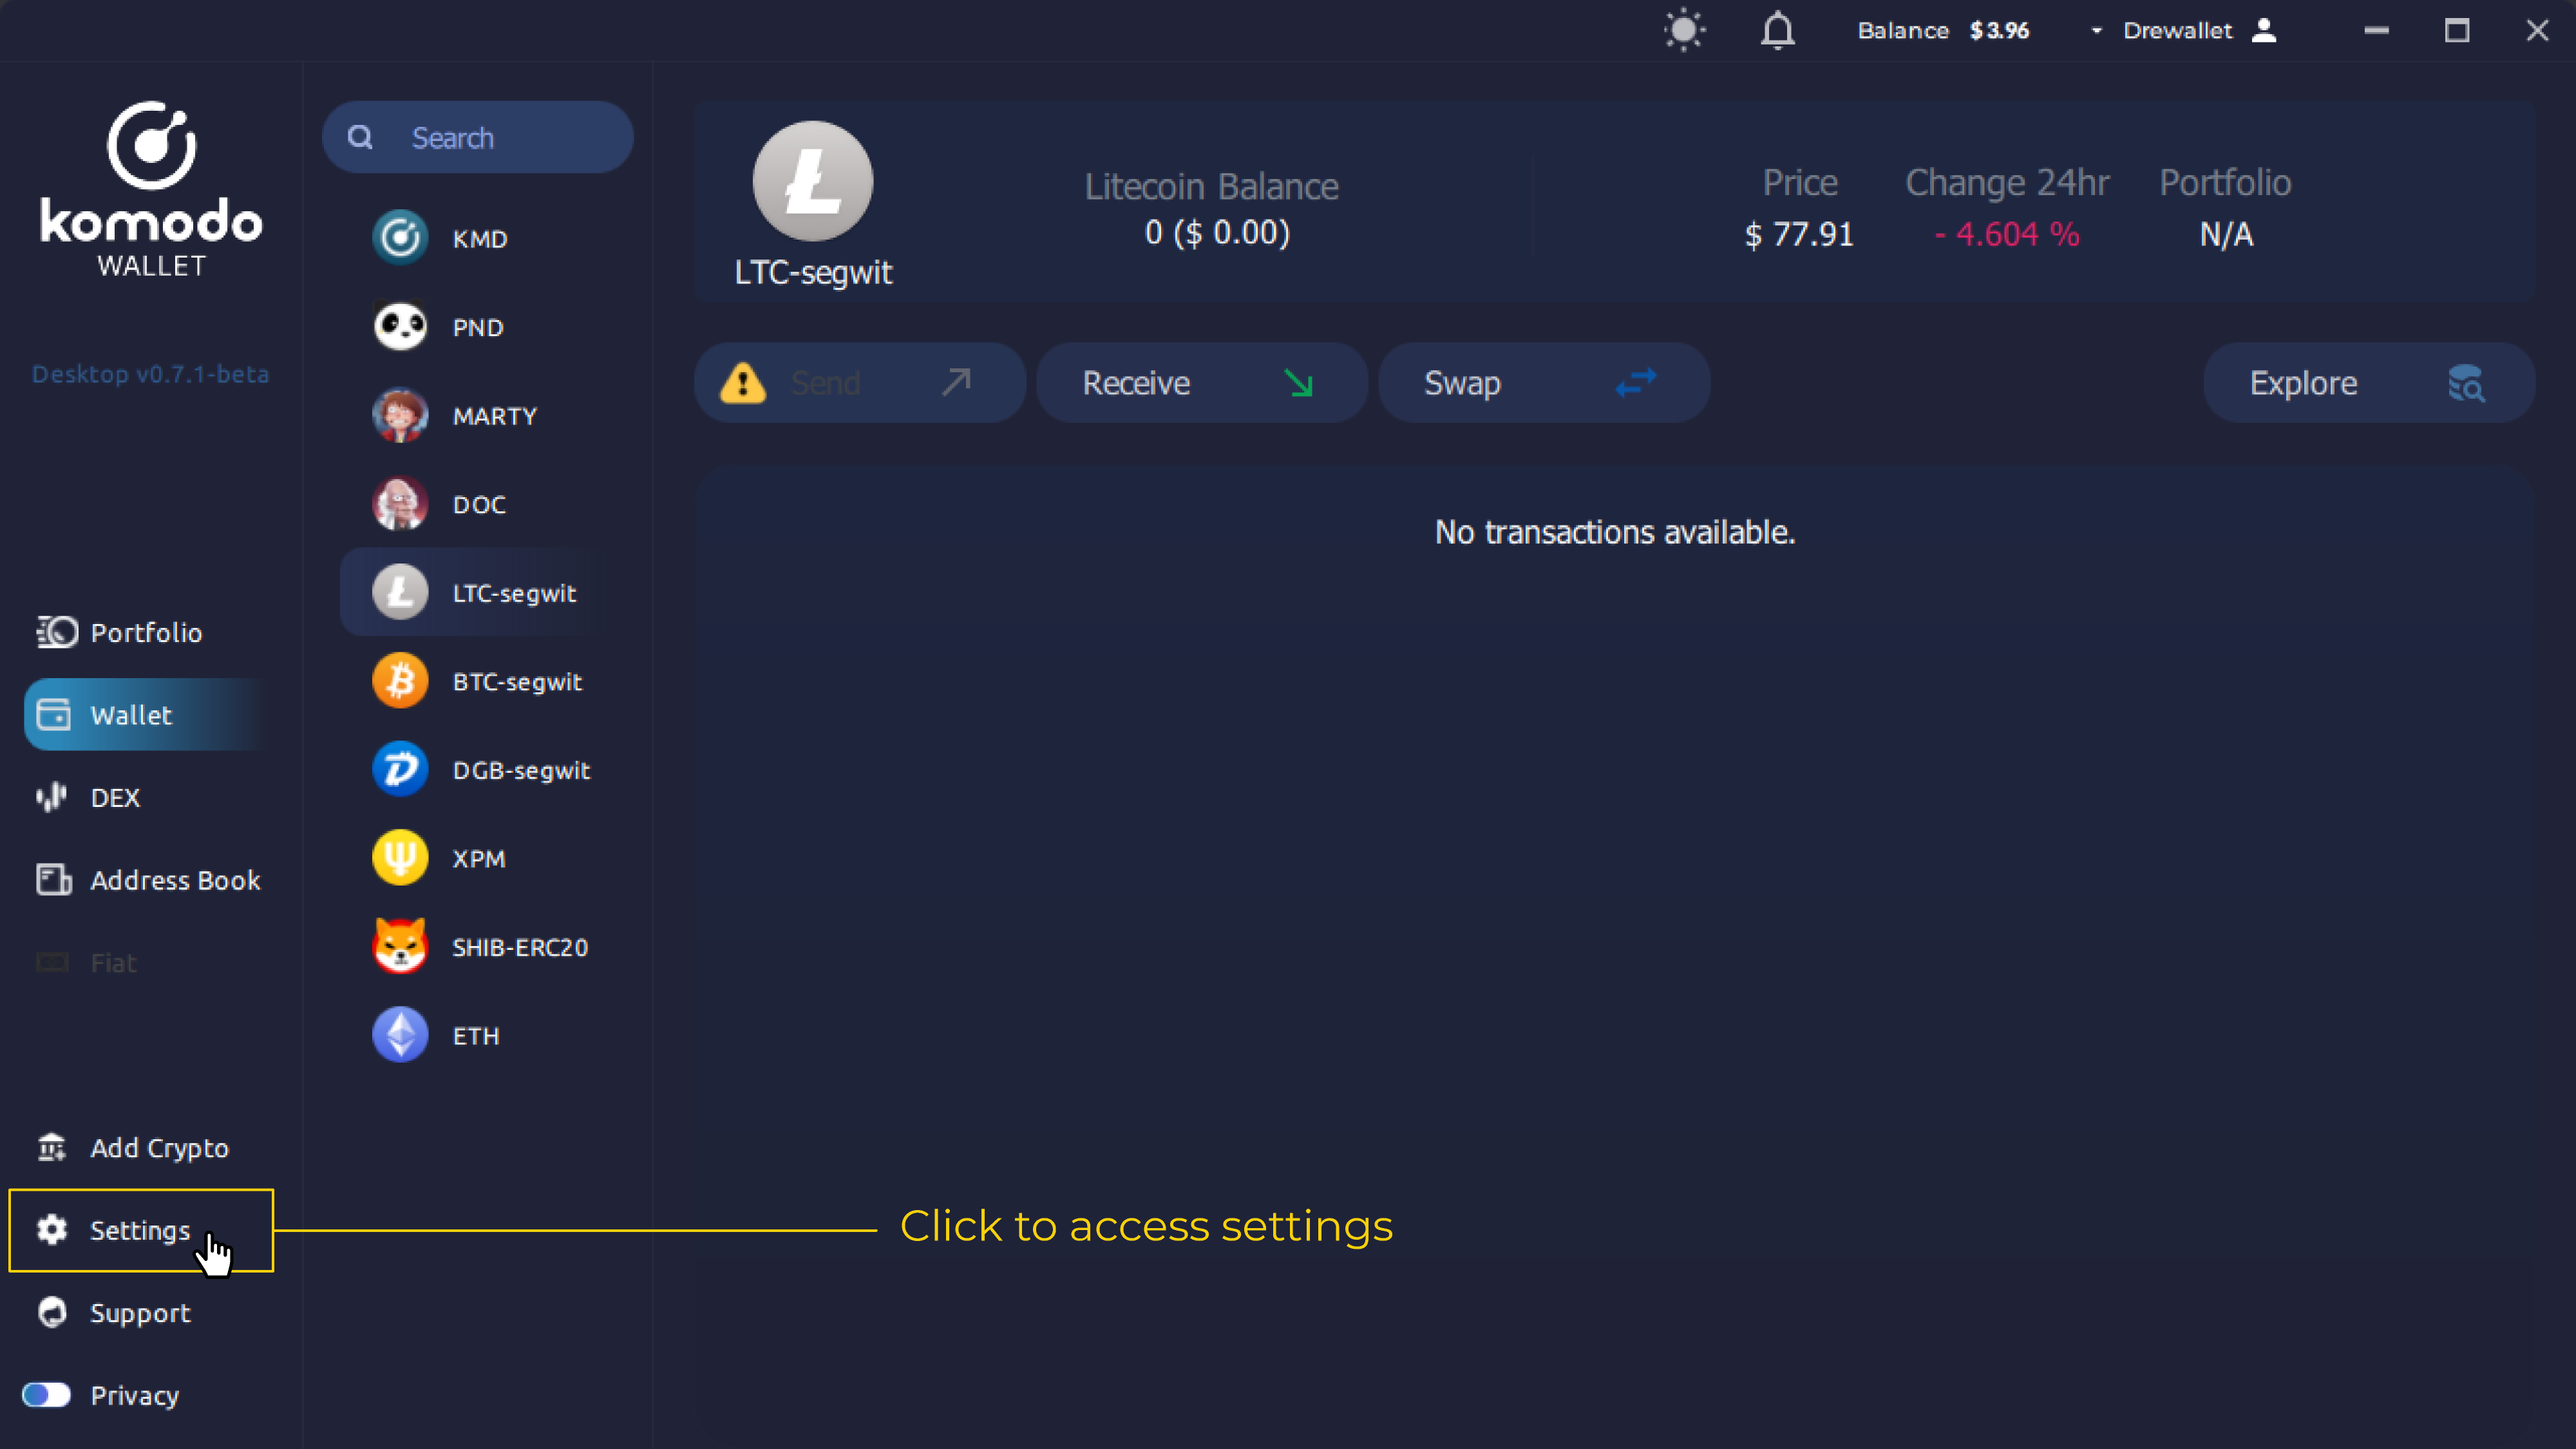 Balance $ 3.96
Drewallet
komodo
WALLET
Desktop v0.7.1-beta
Portfolio
Wallet
DEX
Address Book
Fiat
Add Crypto
Settings
Support
Privacy
Search
KMD
PND
MARTY
DOC
LTC-segwit
BTC-segwit
DGB-segwit
XPM
SHIB-ERC20
ETH
LTC-segwit
Litecoin Balance
0 ($ 0.00)
Price
$ 77.91
Change 24hr
- 4.604 %
Portfolio
N/A
Send
Receive
Swap
Explore
No transactions available.
Click to access settings